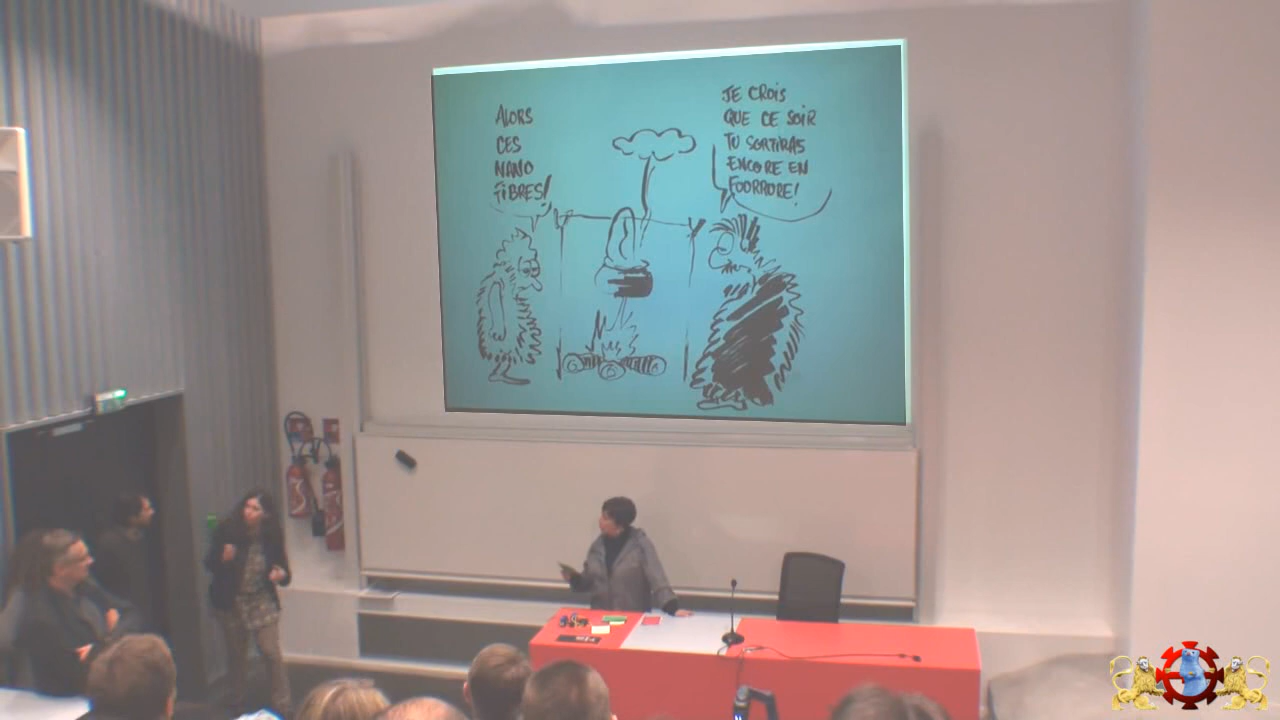 ALORS
CES
NANO
FIBRES!
JE CROIS
QUE CE SOIR
TU SORTIRAS
ENCORE EN
FOORRURE!